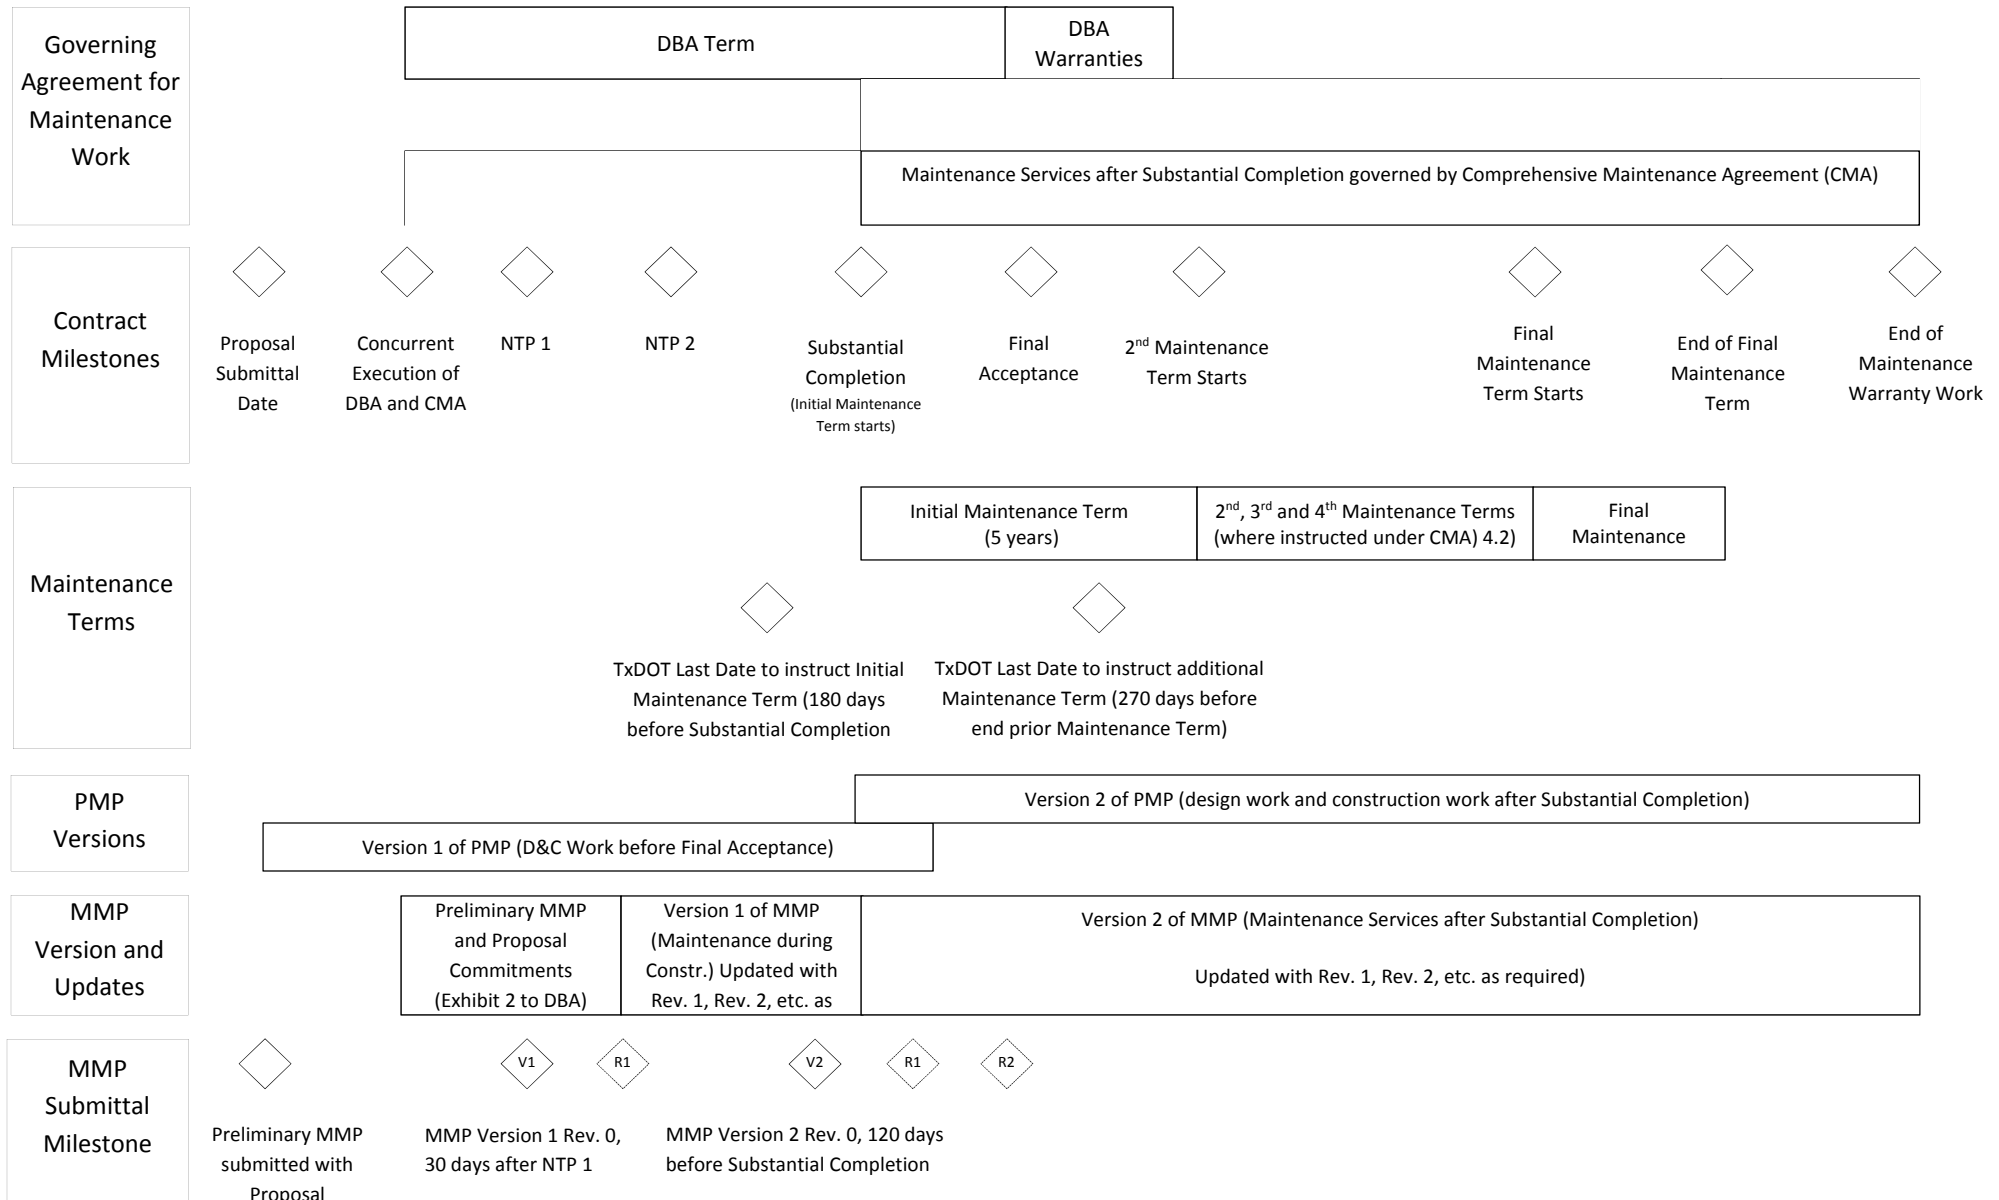 Governing
Agreement for
Maintenance
Work
DBA Term
DBA
Warranties
Maintenance Services after Substantial Completion governed by Comprehensive Maintenance Agreement (CMA)
Contract
Milestones
Proposal
Submittal
Date
Concurrent
Execution of
DBA and CMA
NTP 1
NTP 2
Substantial
Completion
(Initial Maintenance
Term starts)
Final
Acceptance
2nd Maintenance
Term Starts
Final
Maintenance
Term Starts
End of Final
Maintenance
Term
End of
Maintenance
Warranty Work
Maintenance
Terms
Initial Maintenance Term
(5 years)
2nd, 3rd and 4th Maintenance Terms
(where instructed under CMA) 4.2)
Final
Maintenance
TxDOT Last Date to instruct Initial
Maintenance Term (180 days
before Substantial Completion
TxDOT Last Date to instruct additional
Maintenance Term (270 days before
end prior Maintenance Term)
PMP
Versions
Version 2 of PMP (design work and construction work after Substantial Completion)
Version 1 of PMP (D&C Work before Final Acceptance)
MMP
Version and
Updates
Preliminary MMP
and Proposal
Commitments
(Exhibit 2 to DBA)
Version 1 of MMP
(Maintenance during
Constr.) Updated with
Rev. 1, Rev. 2, etc. as
Version 2 of MMP (Maintenance Services after Substantial Completion)
Updated with Rev. 1, Rev. 2, etc. as required)
MMP
Submittal
Milestone
V1
R1
V2
R1
R2
Preliminary MMP
submitted with
Proposal
MMP Version 1 Rev. 0,
30 days after NTP 1
MMP Version 2 Rev. 0, 120 days
before Substantial Completion